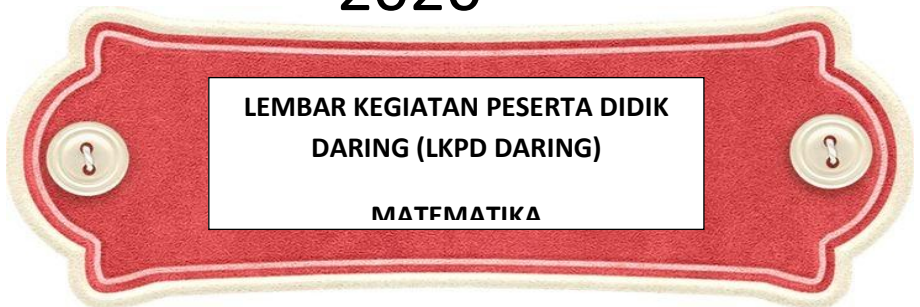 2020
LEMBAR KEGIATAN PESERTA DIDIK
DARING (LKPD DARING)
MATEMATIKA